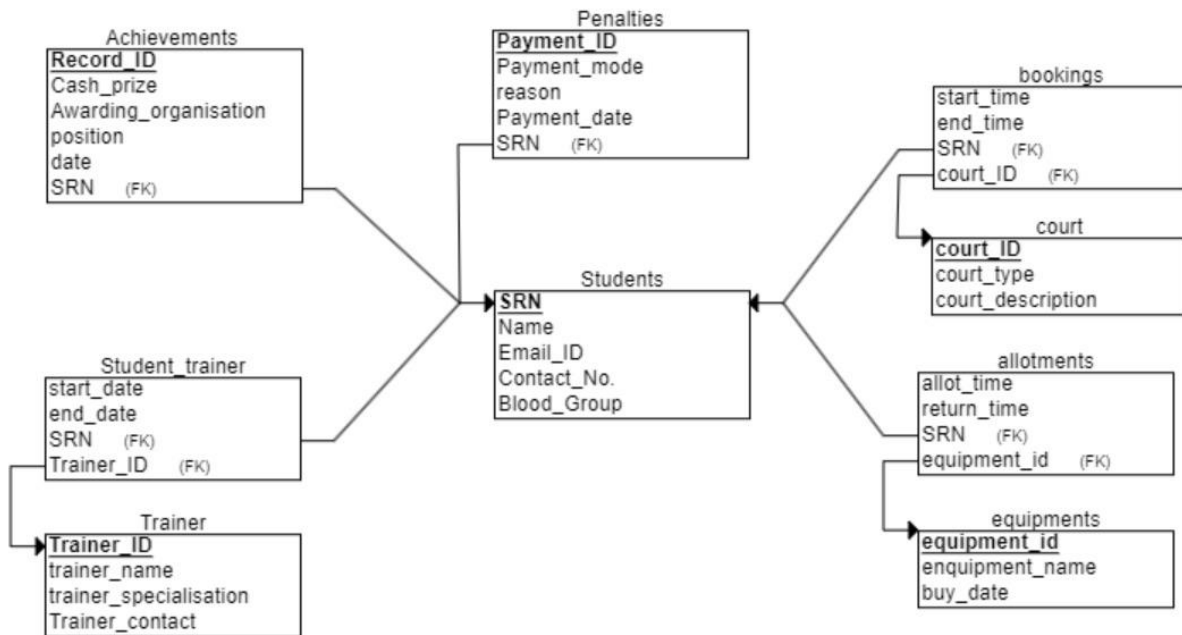 Achievements
Record_ID
Cash_prize
Awarding_organisation
position
date
SRN (FK)
Penalties
Payment_ID
Payment_mode
reason
Payment_date
SRN (FK)
bookings
start_time
end_time
SRN (FK)
court_ID (FK)
court
court_ID
court_type
court_description
Students
SRN
Name
Email_ID
Contact_No.
Blood_Group
Student_trainer
start_date
end_date
SRN (FK)
Trainer_ID (FK)
allotments
allot_time
return_time
SRN (FK)
equipment_id (FK)
Trainer
Trainer_ID
trainer_name
trainer_specialisation
Trainer_contact
equipments
equipment_id
enquipment_name
buy_date